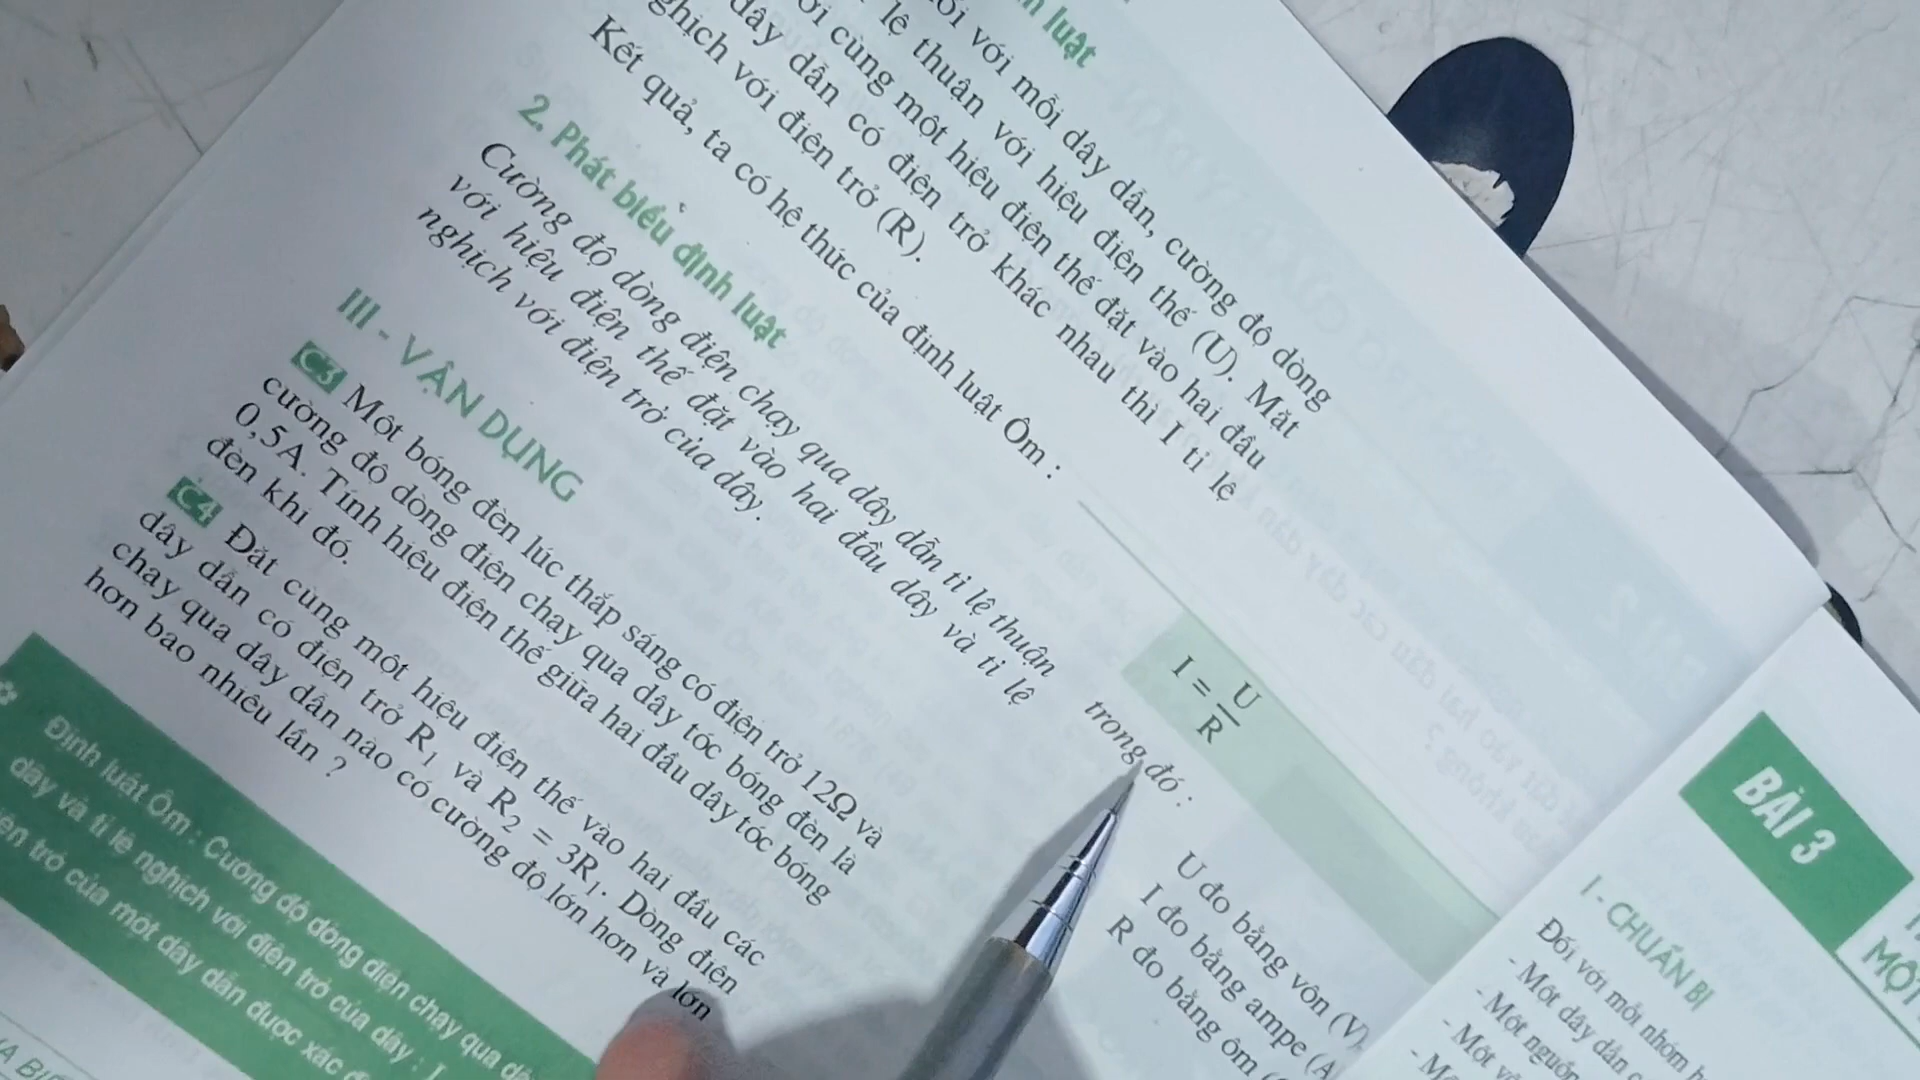 luật
với mỗi dây dẫn, cường độ dòng
lệ thuận với hiệu điện thế (U). Mặt
cùng một hiệu điện thế đặt vào hai đầu
dây dẫn có điện trở khác nhau thì I tỉ lệ
nghịch với điện trở (R).
Kết quả, ta có hệ thức của định luật Ôm :
I = U/R
trong đó :
U đo bằng vôn (V),
I đo bằng ampe (A
R đo bằng ôm (
2. Phát biểu định luật
Cường độ dòng điện chạy qua dây dẫn tỉ lệ thuận
với hiệu điện thế đặt vào hai đầu dây và tỉ lệ
nghịch với điện trở của dây.
III - VẬN DỤNG
C3 Một bóng đèn lúc thắp sáng có điện trở 12Ω và
cường độ dòng điện chạy qua dây tóc bóng đèn là
0,5A. Tính hiệu điện thế giữa hai đầu dây tóc bóng
đèn khi đó.
C4 Đặt cùng một hiệu điện thế vào hai đầu các
dây dẫn có điện trở R₁ và R₂ = 3R₁. Dòng điện
chạy qua dây dẫn nào có cường độ lớn hơn và lớn
hơn bao nhiêu lần ?
Định luật Ôm : Cường độ dòng điện chạy qua
dây và tỉ lệ nghịch với điện trở của dây :
trở của một dây dẫn được xác
BÀI 3
I - CHUẨN BỊ
Đối với mỗi nhóm
- Một dây dẫn
- Một nguồn
- Một